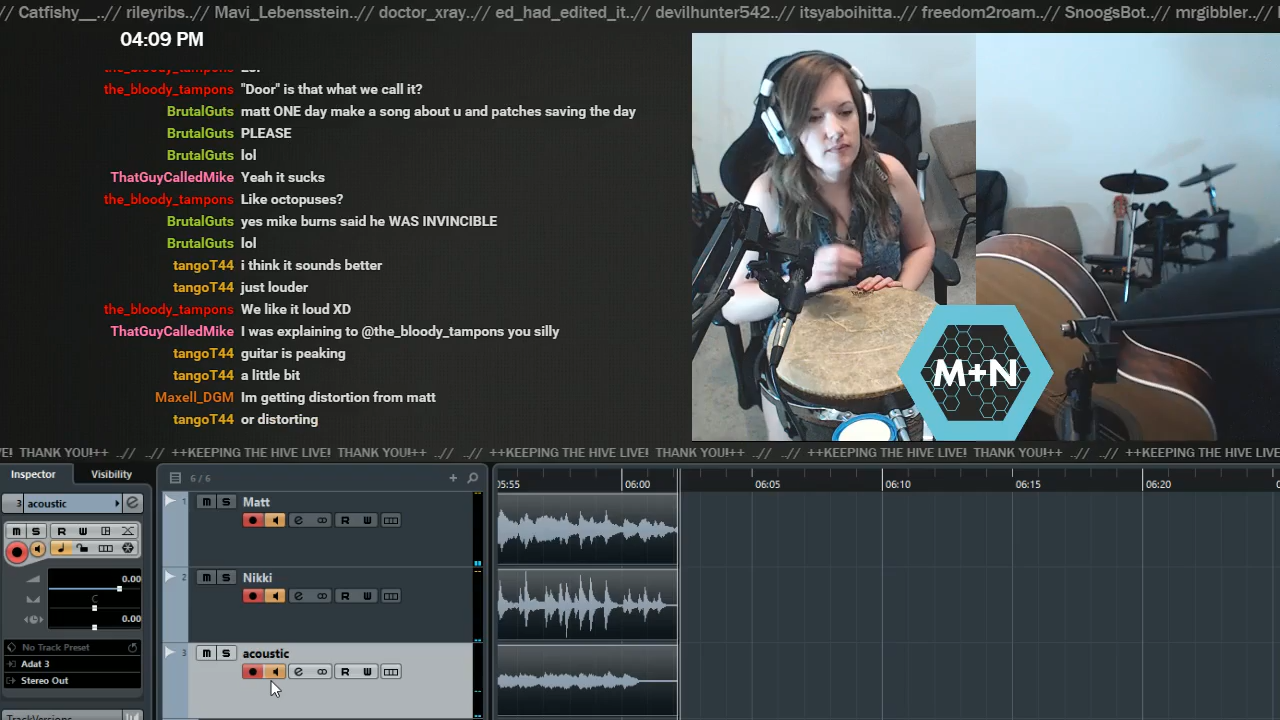 // Catfishy__..// rileyribs..// Mavi_Lebensstein..// doctor_xray..// ed_had_edited_it..// devilhunter542..// itsyaboihitta..// freedom2roam..// SnoogsBot..// mrgibbler..//
04:09 PM
the_bloody_tampons
the_bloody_tampons "Door" is that what we call it?
BrutalGuts matt ONE day make a song about u and patches saving the day
BrutalGuts PLEASE
BrutalGuts lol
ThatGuyCalledMike Yeah it sucks
the_bloody_tampons Like octopuses?
BrutalGuts yes mike burns said he WAS INVINCIBLE
BrutalGuts lol
tangoT44 i think it sounds better
tangoT44 just louder
the_bloody_tampons We like it loud XD
ThatGuyCalledMike I was explaining to @the_bloody_tampons you silly
tangoT44 guitar is peaking
tangoT44 a little bit
Maxell_DGM Im getting distortion from matt
tangoT44 or distorting
M+N
LIVE! THANK YOU!++ ..// ..// ++KEEPING THE HIVE LIVE! THANK YOU!++ ..// ..// ++KEEPING THE HIVE LIVE! THANK YOU!++ ..// ..// ++KEEPING THE HIVE LIVE! THANK YOU!++ ..// ..// ++KEEPING THE HIVE LIV
Inspector Visibility
6 / 6
05:55 06:00 06:05 06:10 06:15 06:20
3 acoustic
M S R W
0.00
C
0.00
No Track Preset
Adat 3
Stereo Out
TrackVersions
1 M S Matt
R W
2 M S Nikki
R W
3 M S acoustic
R W